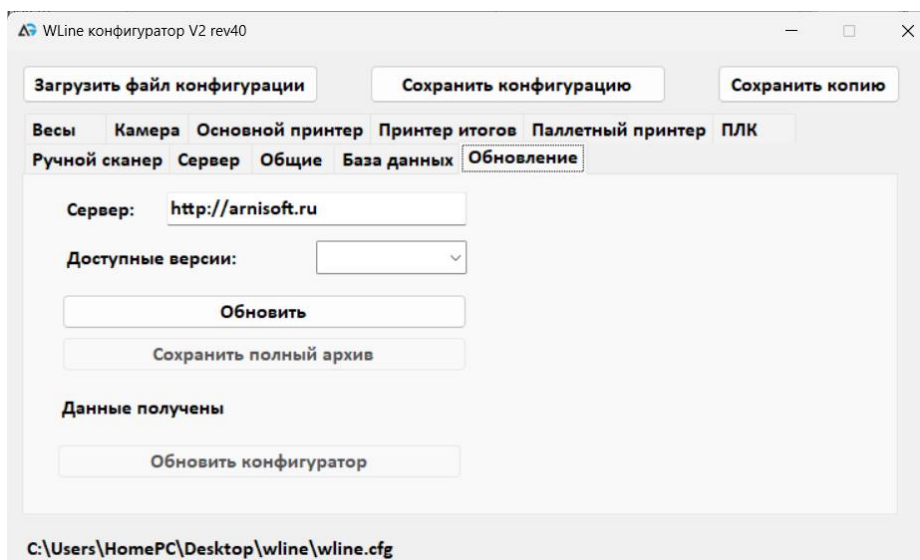 WLine конфигуратор V2 rev40
Загрузить файл конфигурации Сохранить конфигурацию Сохранить копию
Весы Камера Основной принтер Принтер итогов Паллетный принтер ПЛК
Ручной сканер Сервер Общие База данных Обновление
Сервер: http://arnisoft.ru
Доступные версии:
Обновить
Сохранить полный архив
Данные получены
Обновить конфигуратор
C:\Users\HomePC\Desktop\wline\wline.cfg